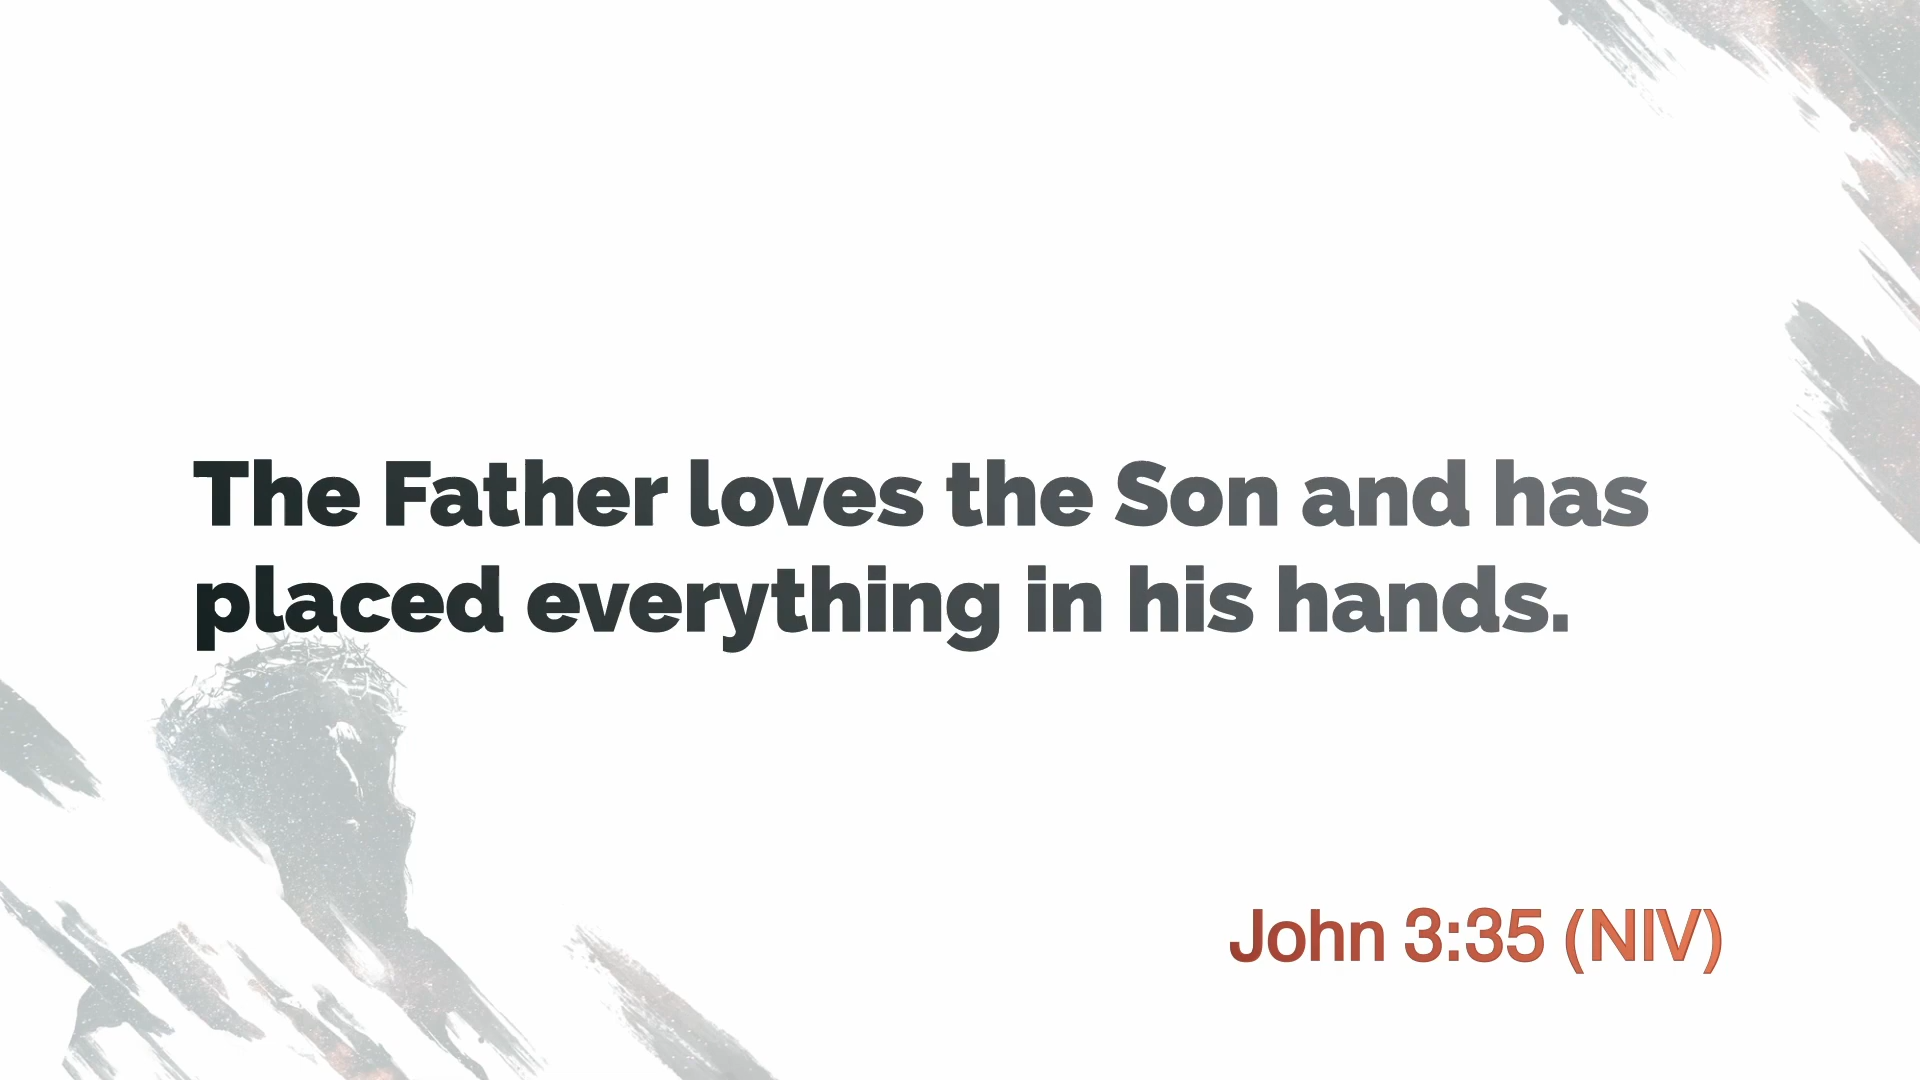 The Father loves the Son and has
placed everything in his hands.
John 3:35 (NIV)